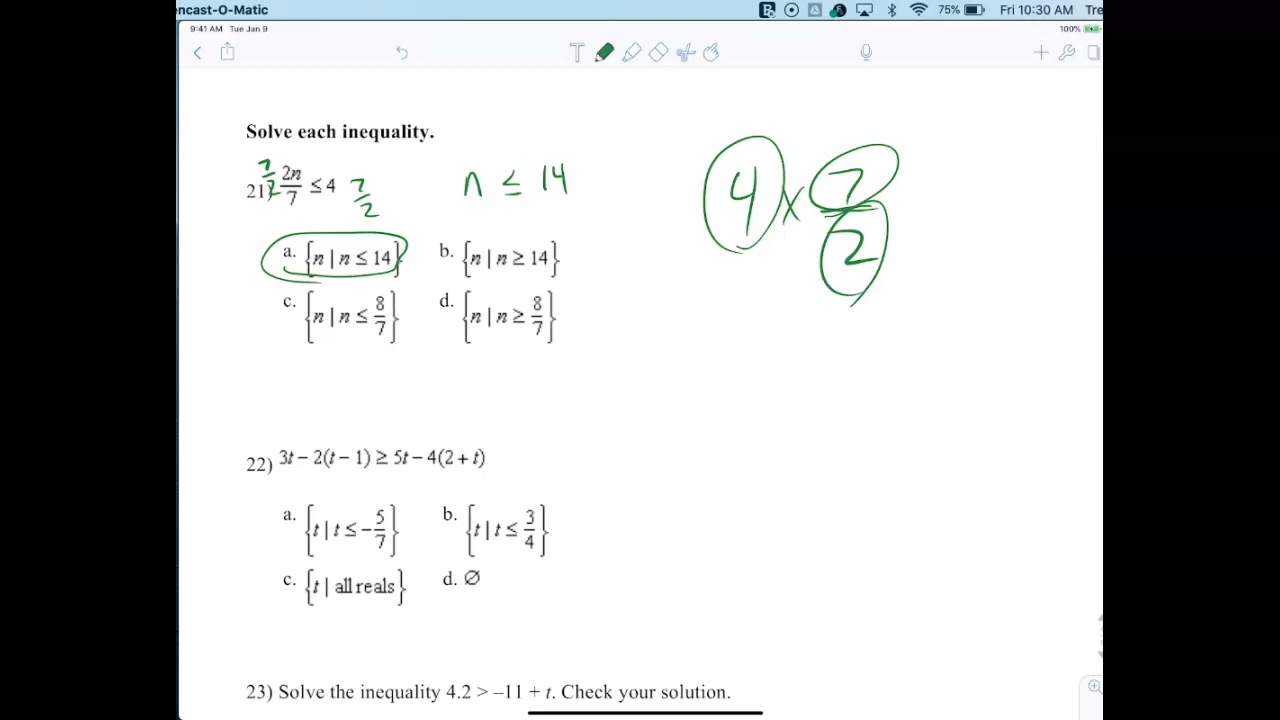 encast-O-Matic 75% Fri 10:30 AM Tre
9:41 AM Tue Jan 9 100%
Solve each inequality.
21) 7/2 2n/7 ≤ 4 7/2 n ≤ 14 4 x 7/2
a. {n | n ≤ 14} b. {n | n ≥ 14}
c. {n | n ≤ 8/7} d. {n | n ≥ 8/7}
22) 3t − 2(t − 1) ≥ 5t − 4(2 + t)
a. {t | t ≤ −5/7} b. {t | t ≤ 3/4}
c. {t | all reals} d. ∅
23) Solve the inequality 4.2 > –11 + t. Check your solution.